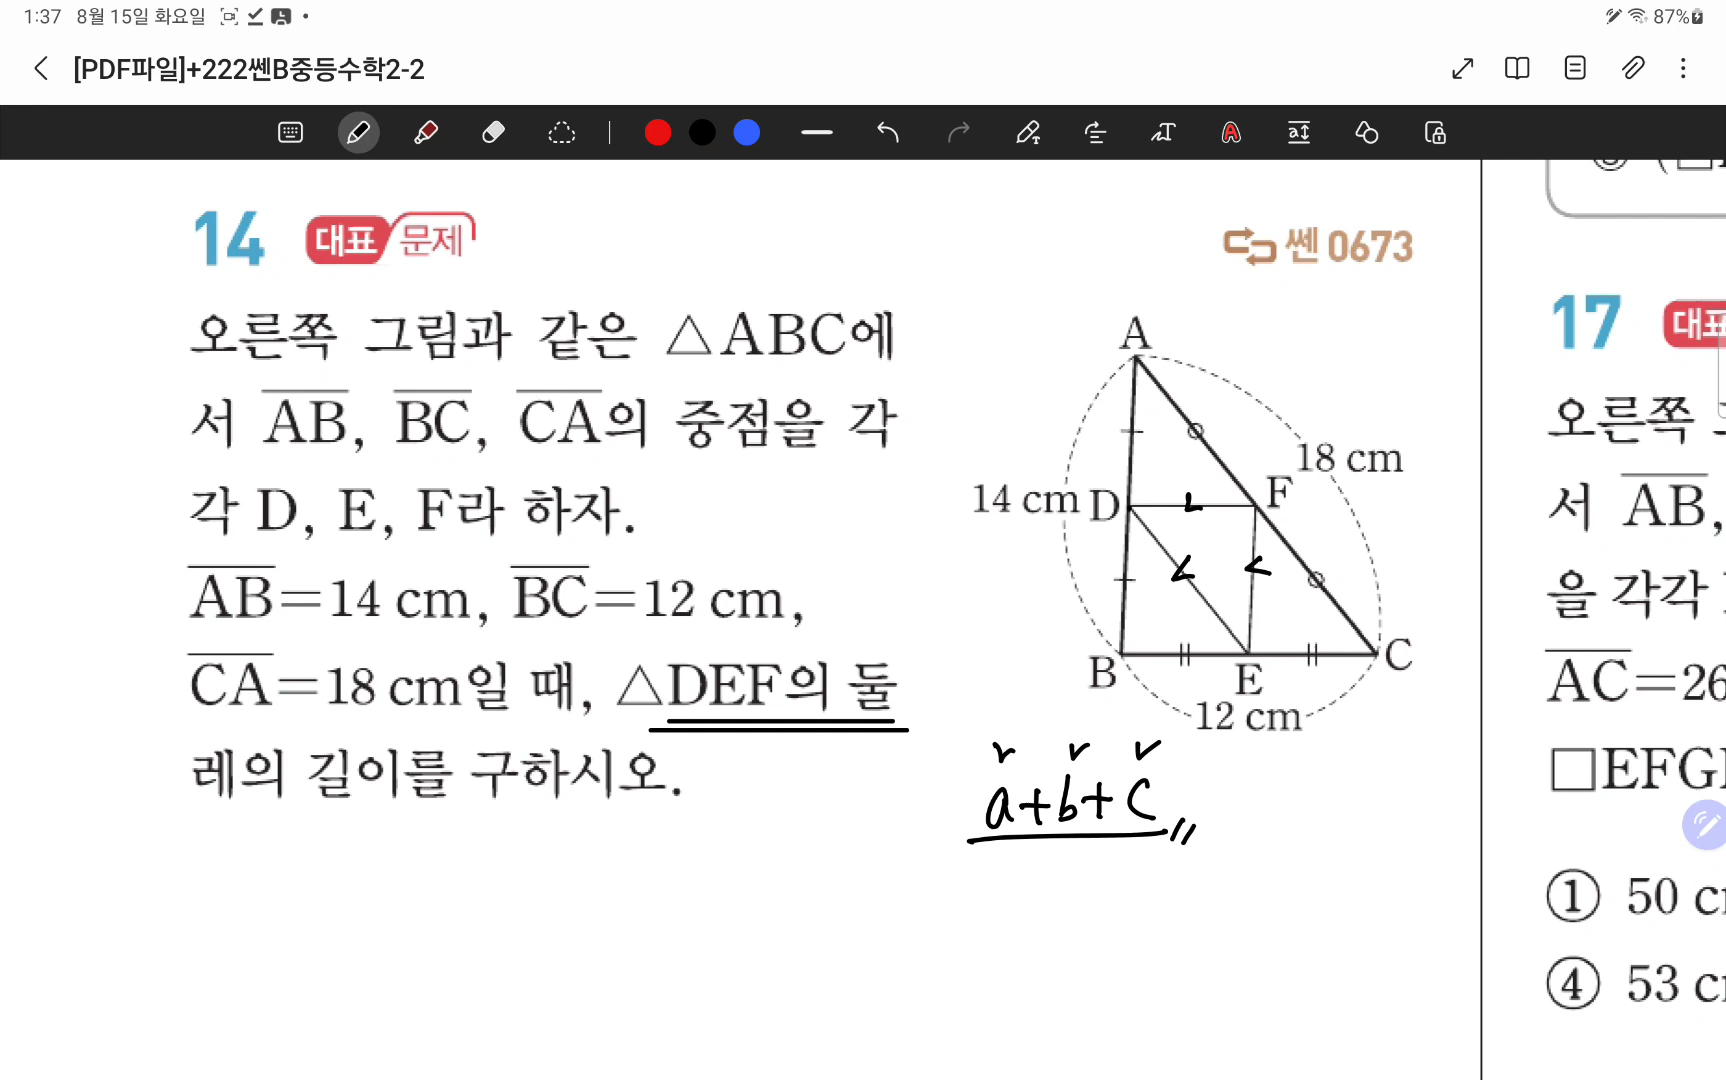 1:37 8월 15일 화요일
87%
[PDF파일]+222쎈B중등수학2-2
14 대표 문제
쎈 0673
오른쪽 그림과 같은 △ABC에
서 AB, BC, CA의 중점을 각
각 D, E, F라 하자.
AB=14 cm, BC=12 cm,
CA=18 cm일 때, △DEF의 둘
레의 길이를 구하시오.
A
18 cm
14 cm D F
B E C
12 cm
a+b+c
17 대표
오른쪽
서 AB,
을 각각
AC=26
□EFG
① 50
④ 53